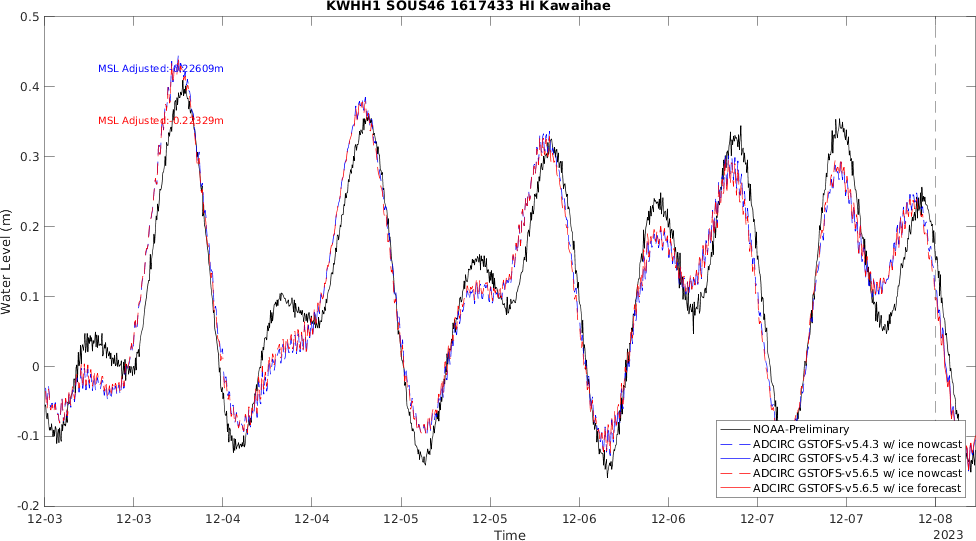 KWHH1 SOUS46 1617433 HI Kawaihae
0.5
0.4
0.3
0.2
0.1
0
-0.1
-0.2
Water Level (m)
MSL Adjusted:-0.22609m
MSL Adjusted:-0.22329m
NOAA-Preliminary
ADCIRC GSTOFS-v5.4.3 w/ ice nowcast
ADCIRC GSTOFS-v5.4.3 w/ ice forecast
ADCIRC GSTOFS-v5.6.5 w/ ice nowcast
ADCIRC GSTOFS-v5.6.5 w/ ice forecast
12-03 12-03 12-04 12-04 12-05 12-05 12-06 12-06 12-07 12-07 12-08
2023
Time